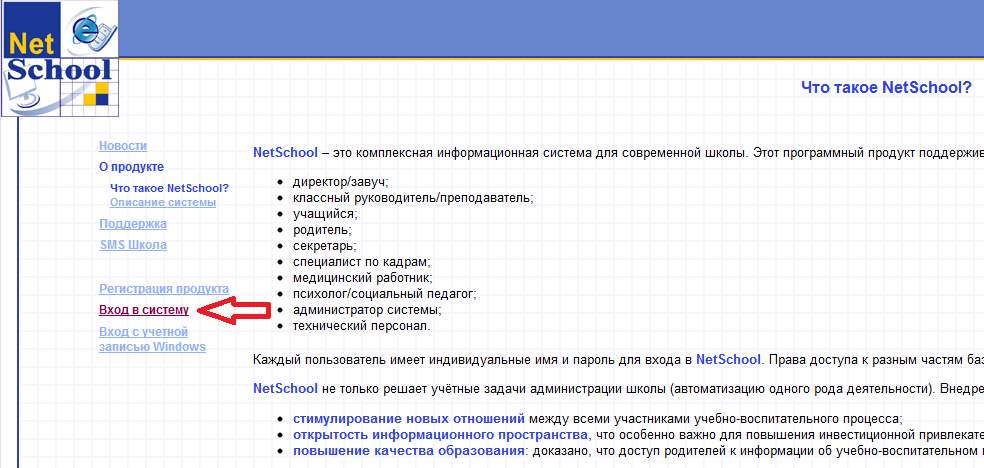 Net
School
Что такое NetSchool?
Новости
О продукте
Что такое NetSchool?
Описание системы
Поддержка
SMS Школа
Регистрация продукта
Вход в систему
Вход с учетной
записью Windows
NetSchool – это комплексная информационная система для современной школы. Этот программный продукт поддержив
• директор/завуч;
• классный руководитель/преподаватель;
• учащийся;
• родитель;
• секретарь;
• специалист по кадрам;
• медицинский работник;
• психолог/социальный педагог;
• администратор системы;
• технический персонал.
Каждый пользователь имеет индивидуальные имя и пароль для входа в NetSchool. Права доступа к разным частям баз
NetSchool не только решает учётные задачи администрации школы (автоматизацию одного рода деятельности). Внедре
• стимулирование новых отношений между всеми участниками учебно-воспитательного процесса;
• открытость информационного пространства, что особенно важно для повышения инвестиционной привлекате
• повышение качества образования: доказано, что доступ родителей к информации об учебно-воспитательном